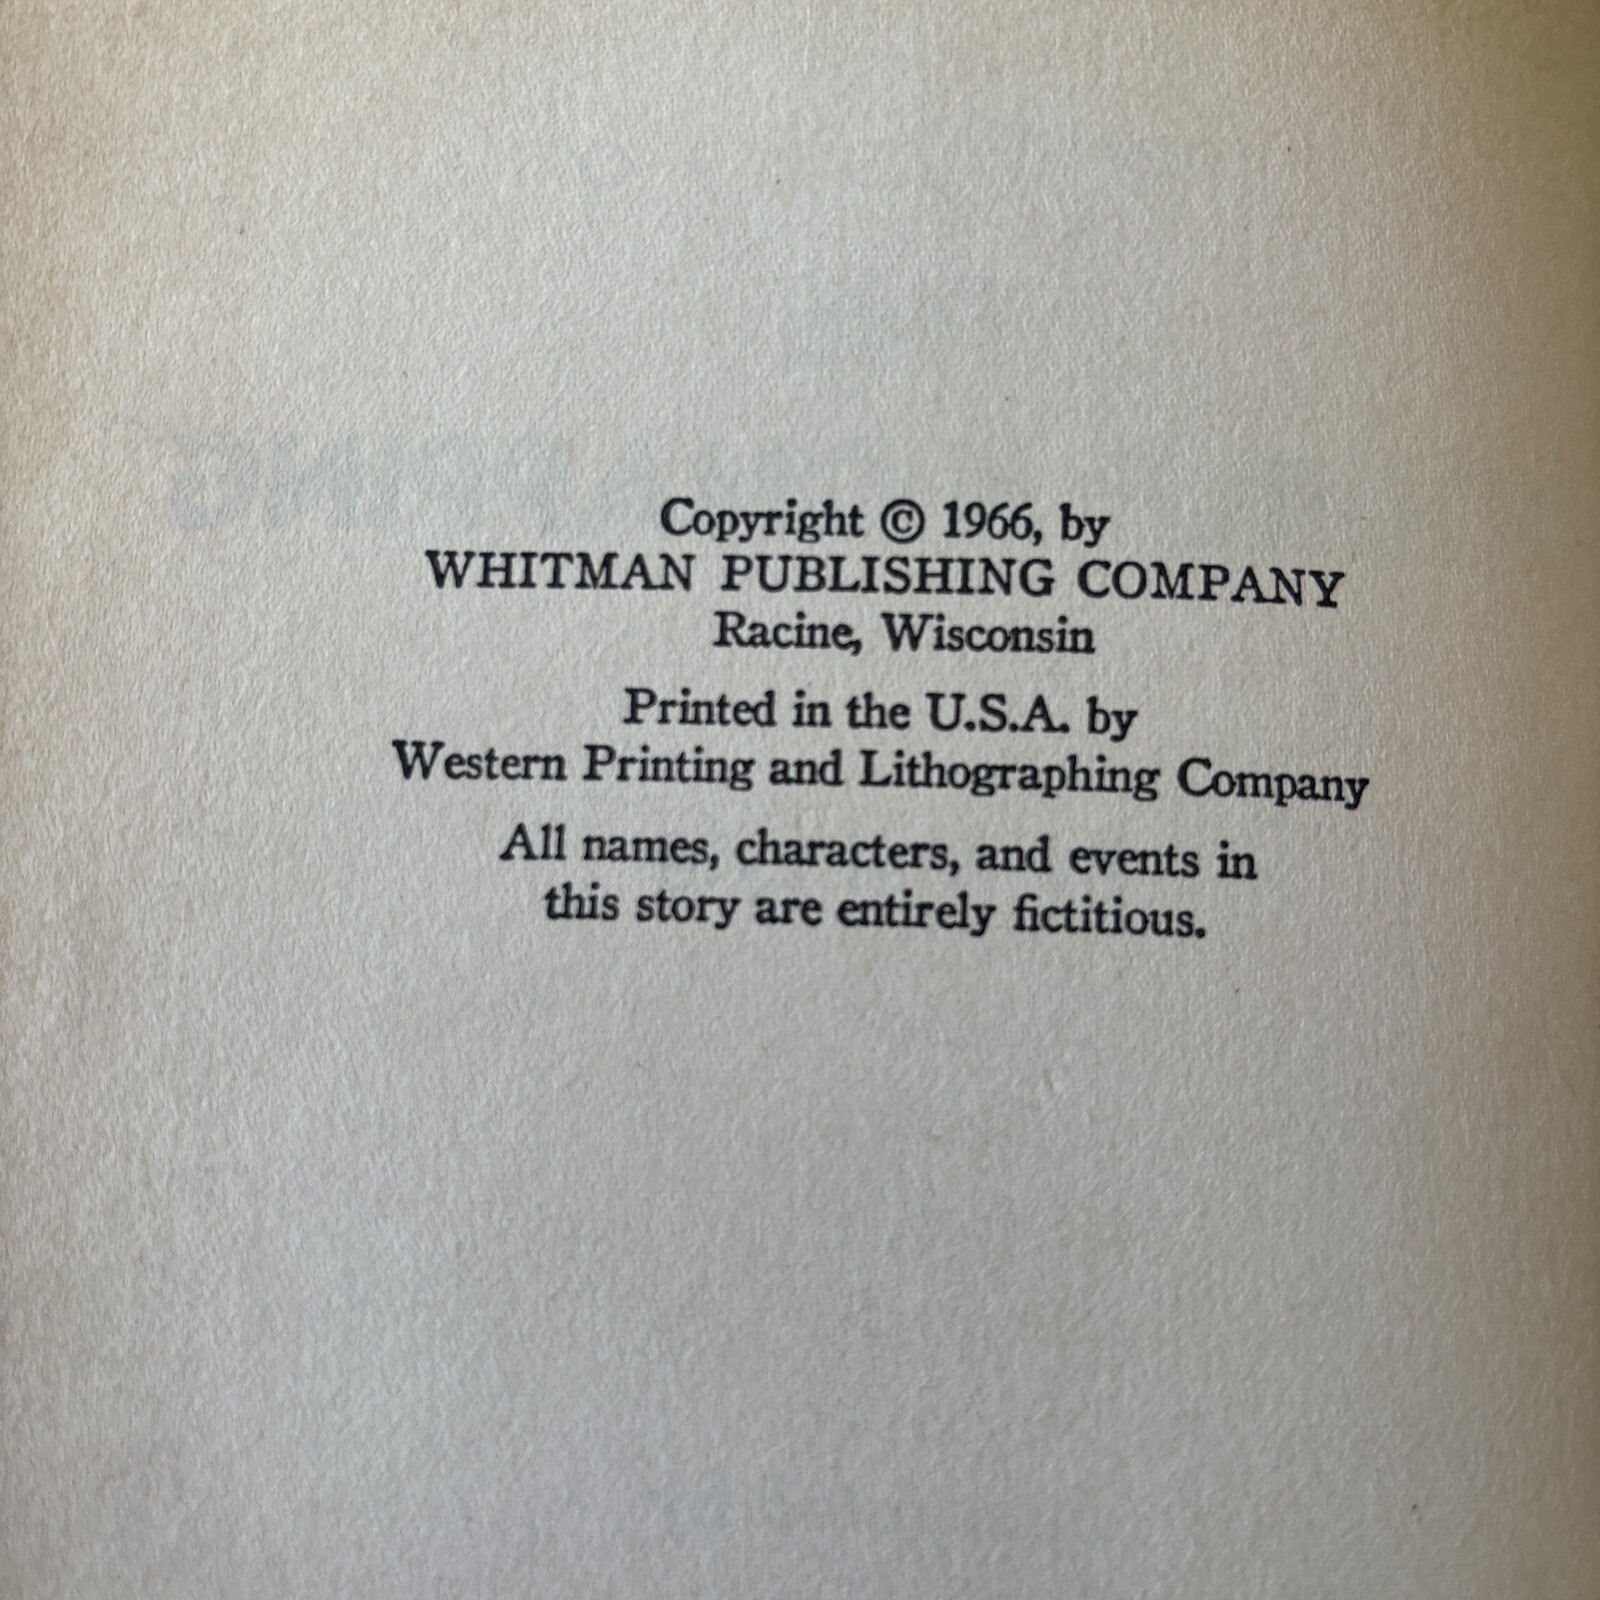 Copyright © 1966, by
WHITMAN PUBLISHING COMPANY
Racine, Wisconsin
Printed in the U.S.A. by
Western Printing and Lithographing Company
All names, characters, and events in
this story are entirely fictitious.